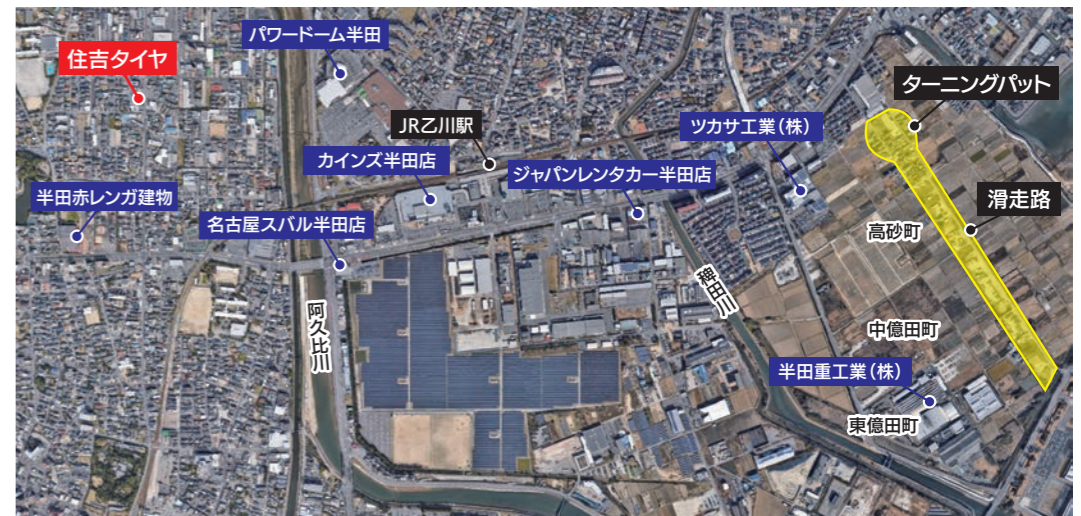 パワードーム半田
住吉タイヤ
ターニングパット
JR乙川駅
ツカサ工業(株)
カインズ半田店
ジャパンレンタカー半田店
半田赤レンガ建物
滑走路
名古屋スバル半田店
高砂町
稗田川
阿久比川
中億田町
半田重工業(株)
東億田町